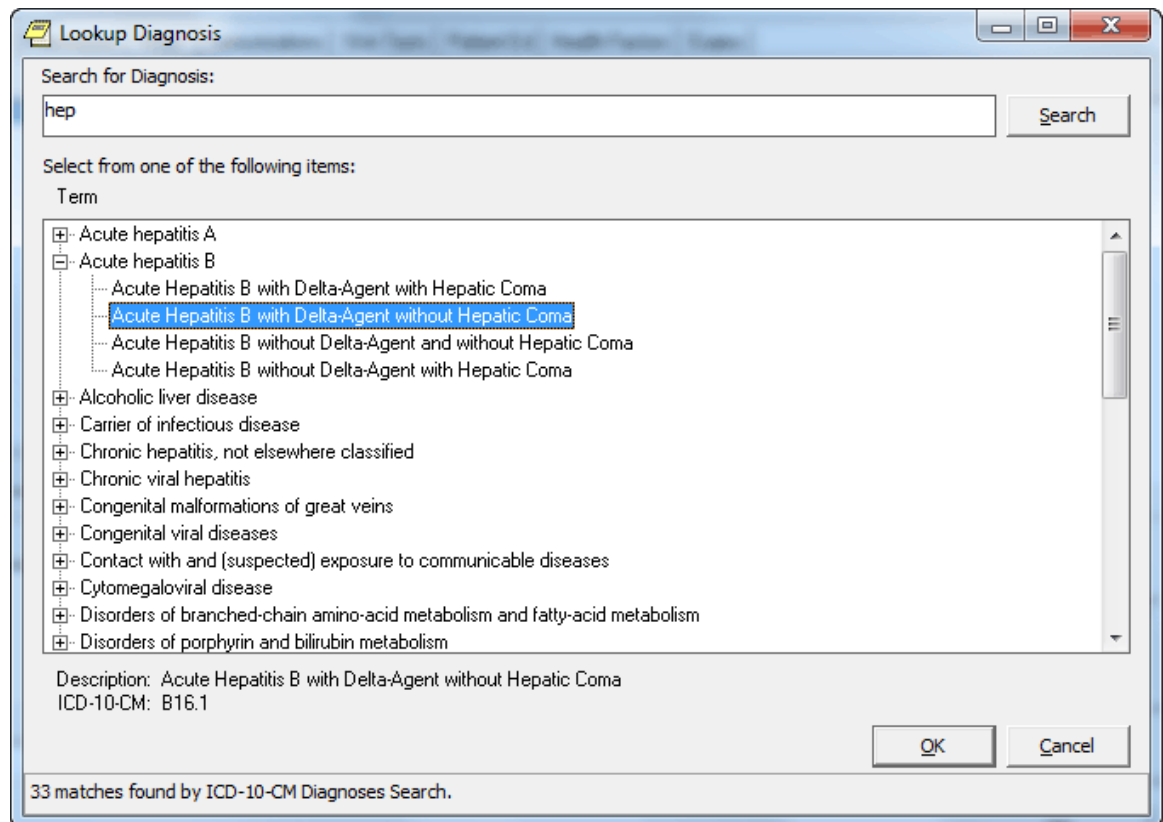 Lookup Diagnosis
Search for Diagnosis:
hep
Search
Select from one of the following items:
Term
Acute hepatitis A
Acute hepatitis B
Acute Hepatitis B with Delta-Agent with Hepatic Coma
Acute Hepatitis B with Delta-Agent without Hepatic Coma
Acute Hepatitis B without Delta-Agent and without Hepatic Coma
Acute Hepatitis B without Delta-Agent with Hepatic Coma
Alcoholic liver disease
Carrier of infectious disease
Chronic hepatitis, not elsewhere classified
Chronic viral hepatitis
Congenital malformations of great veins
Congenital viral diseases
Contact with and (suspected) exposure to communicable diseases
Cytomegaloviral disease
Disorders of branched-chain amino-acid metabolism and fatty-acid metabolism
Disorders of porphyrin and bilirubin metabolism
Description: Acute Hepatitis B with Delta-Agent without Hepatic Coma
ICD-10-CM: B16.1
OK Cancel
33 matches found by ICD-10-CM Diagnoses Search.